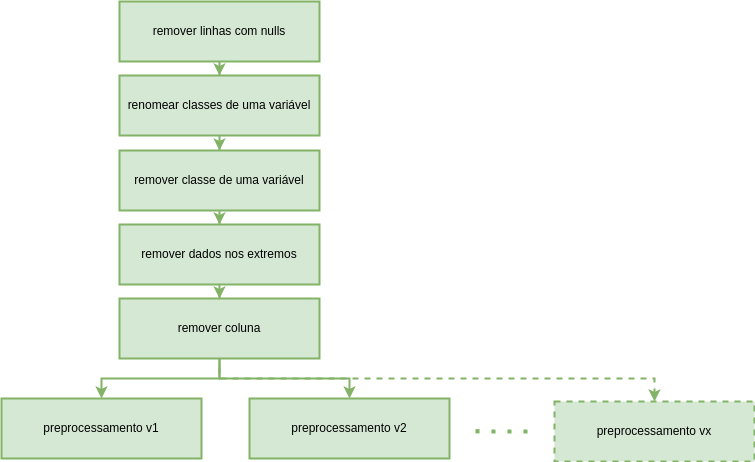 remover linhas com nulls
renomear classes de uma variável
remover classe de uma variável
remover dados nos extremos
remover coluna
preprocessamento v1
preprocessamento v2
preprocessamento vx